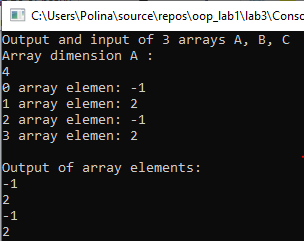 C:\Users\Polina\source\repos\oop_lab1\lab3\Consc
Output and input of 3 arrays A, B, C
Array dimension A :
4
0 array elemen: -1
1 array elemen: 2
2 array elemen: -1
3 array elemen: 2
Output of array elements:
-1
2
-1
2